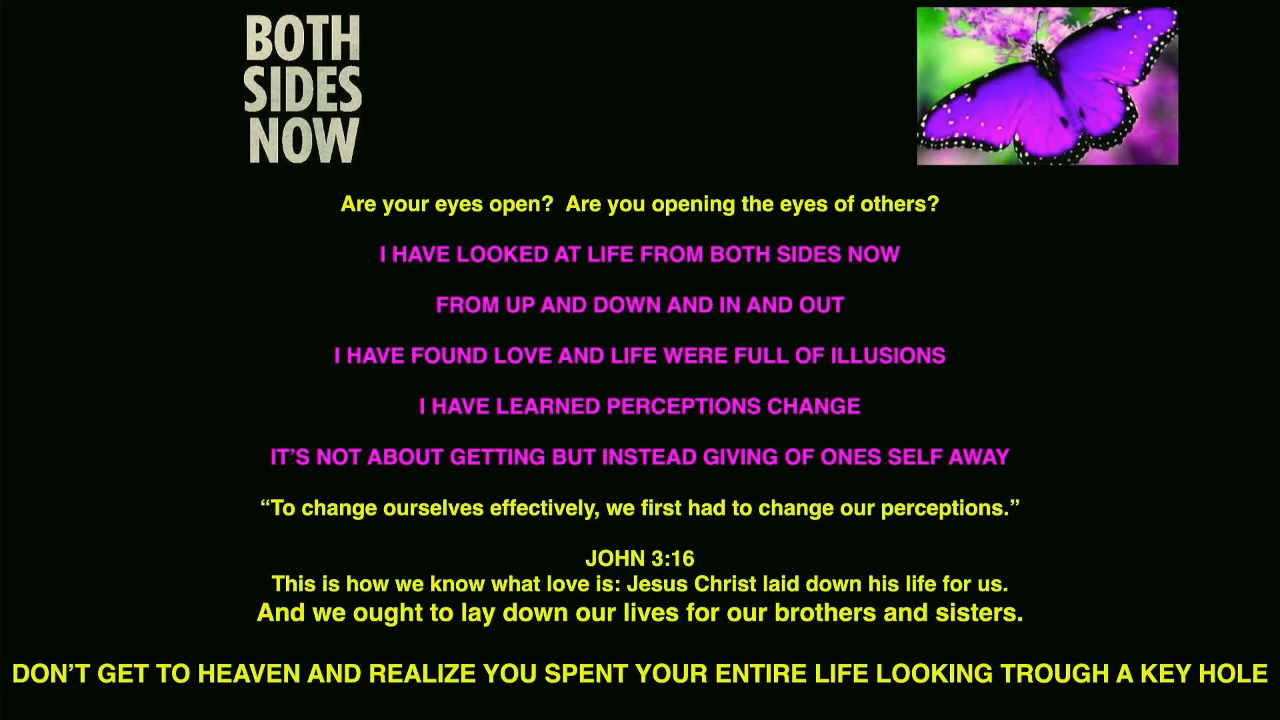 BOTH
SIDES
NOW
Are your eyes open?  Are you opening the eyes of others?
I HAVE LOOKED AT LIFE FROM BOTH SIDES NOW
FROM UP AND DOWN AND IN AND OUT
I HAVE FOUND LOVE AND LIFE WERE FULL OF ILLUSIONS
I HAVE LEARNED PERCEPTIONS CHANGE
IT’S NOT ABOUT GETTING BUT INSTEAD GIVING OF ONES SELF AWAY
“To change ourselves effectively, we first had to change our perceptions.”
JOHN 3:16
This is how we know what love is: Jesus Christ laid down his life for us.
And we ought to lay down our lives for our brothers and sisters.
DON’T GET TO HEAVEN AND REALIZE YOU SPENT YOUR ENTIRE LIFE LOOKING TROUGH A KEY HOLE